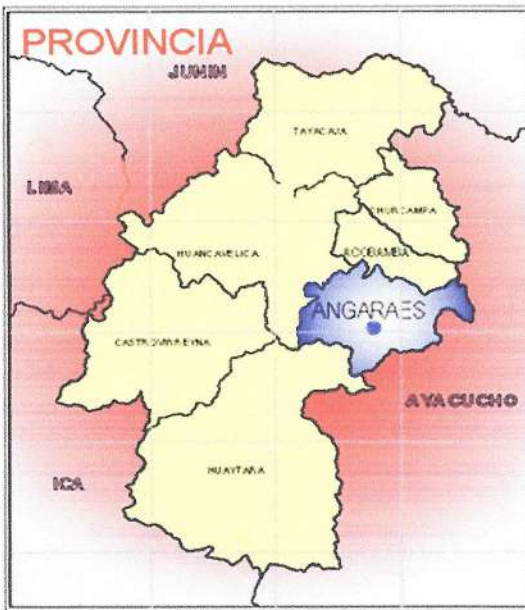 PROVINCIA
JUNIN
TAYACAJA
LIMA
CHURCAMPA
ACOBAMBA
HUANCAVELICA
ANGARAES
CASTROVIRREYNA
AYACUCHO
HUAYTARA
ICA